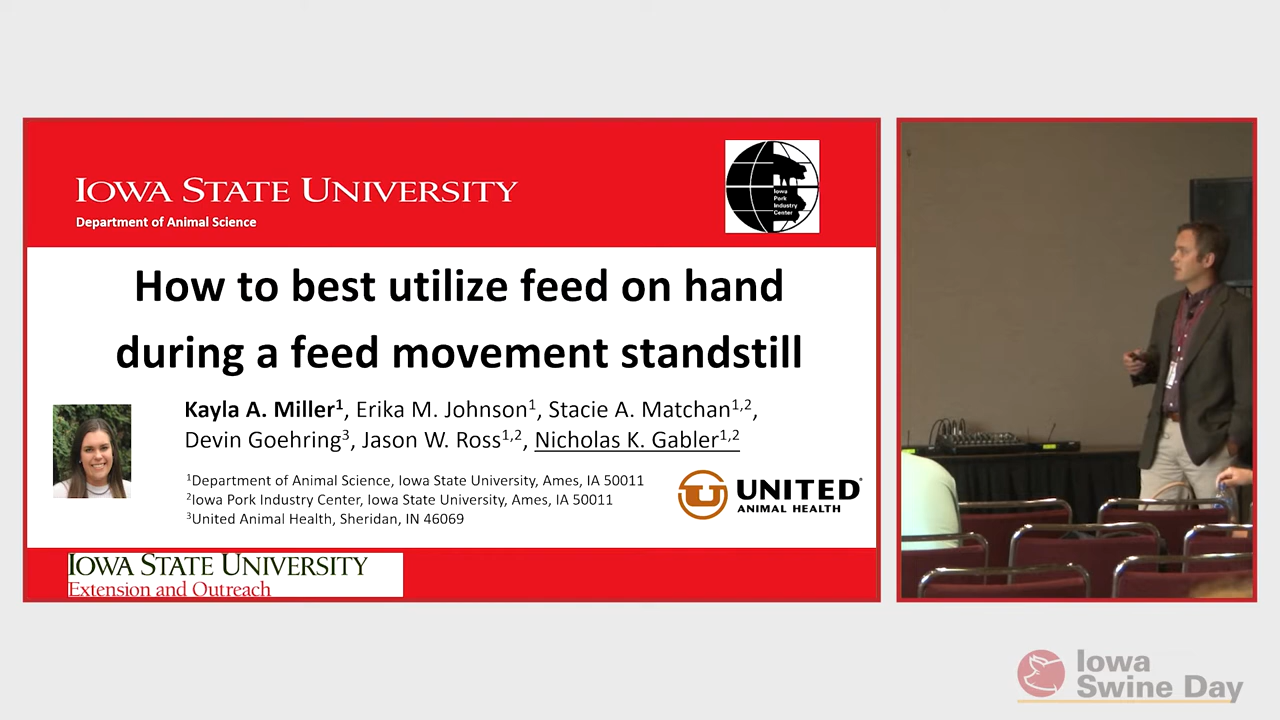 IOWA STATE UNIVERSITY
Department of Animal Science
Iowa
Pork
Industry
Center
How to best utilize feed on hand
during a feed movement standstill
Kayla A. Miller¹, Erika M. Johnson¹, Stacie A. Matchan¹,²,
Devin Goehring³, Jason W. Ross¹,², Nicholas K. Gabler¹,²
¹Department of Animal Science, Iowa State University, Ames, IA 50011
²Iowa Pork Industry Center, Iowa State University, Ames, IA 50011
³United Animal Health, Sheridan, IN 46069
UNITED®
ANIMAL HEALTH
IOWA STATE UNIVERSITY
Extension and Outreach
Iowa
Swine Day